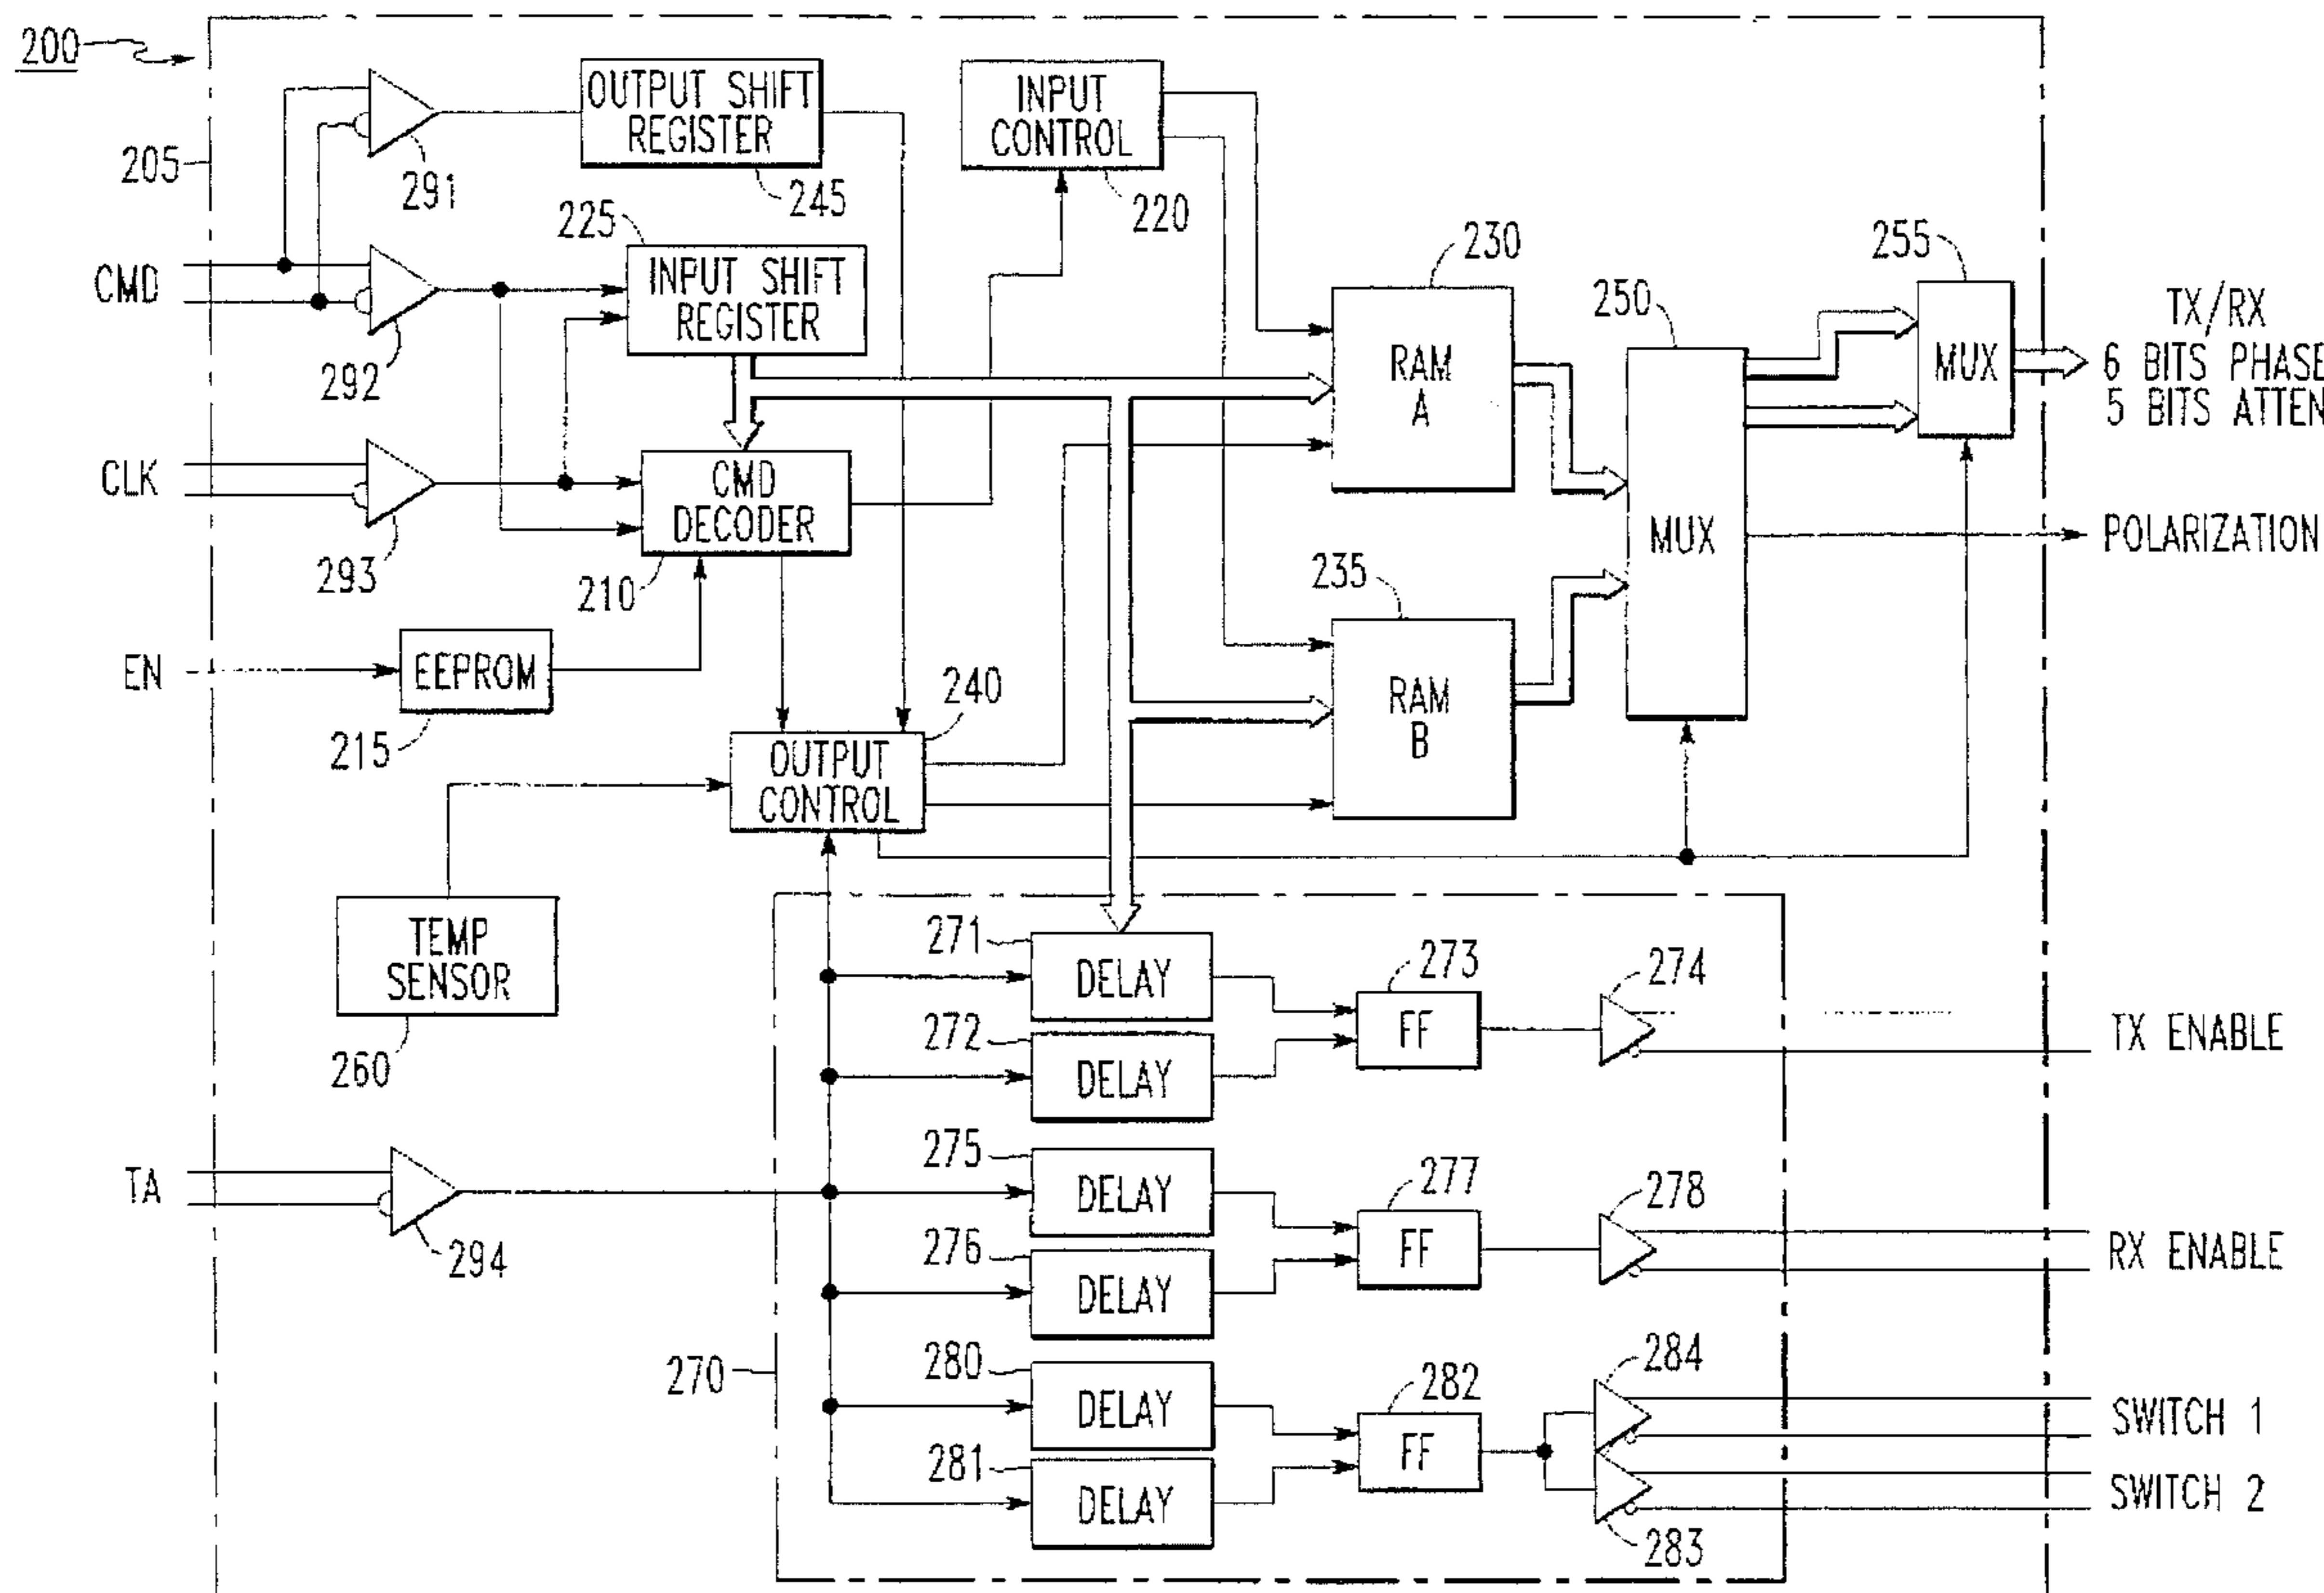 200
205
OUTPUT SHIFT
REGISTER
245
291
INPUT
CONTROL
220
CMD
292
225
INPUT SHIFT
REGISTER
230
RAM
A
250
MUX
255
MUX
TX/RX
6 BITS PHASE
5 BITS ATTEN
CLK
293
CMD
DECODER
210
POLARIZATION
EN
EEPROM
215
235
RAM
B
240
OUTPUT
CONTROL
TEMP
SENSOR
260
271
DELAY
272
DELAY
273
FF
274
TX ENABLE
TA
294
275
DELAY
276
DELAY
277
FF
278
RX ENABLE
270
280
DELAY
281
DELAY
282
FF
284
SWITCH 1
SWITCH 2
283